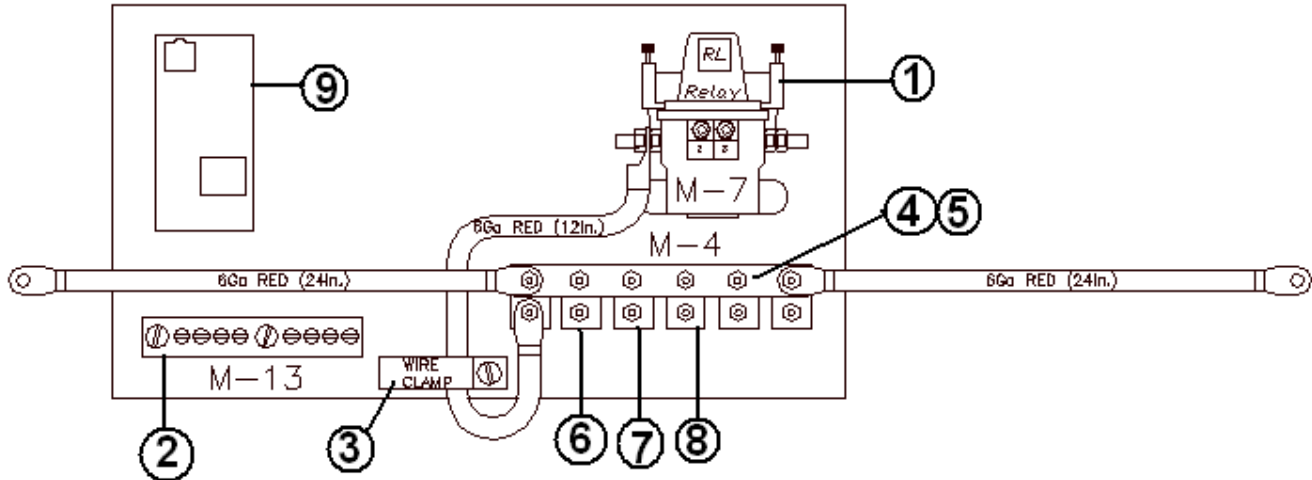 RL
Relay
1
9
2 3
M-7
6Ga RED (12In.)
4 5
M-4
6Ga RED (24In.)
6Ga RED (24In.)
M-13
WIRE
CLAMP
2
3
6
7
8